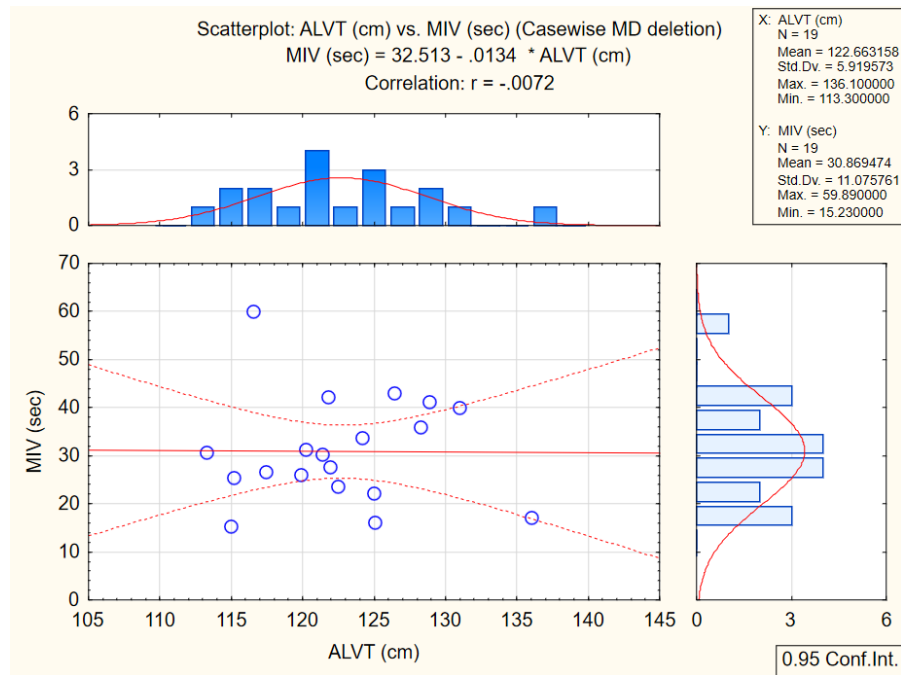 Scatterplot: ALVT (cm) vs. MIV (sec) (Casewise MD deletion)
MIV (sec) = 32.513 - .0134 * ALVT (cm)
Correlation: r = -.0072
X: ALVT (cm)
N = 19
Mean = 122.663158
Std.Dv. = 5.919573
Max. = 136.100000
Min. = 113.300000
Y: MIV (sec)
N = 19
Mean = 30.869474
Std.Dv. = 11.075761
Max. = 59.890000
Min. = 15.230000
6
3
0
70
60
50
40
30
20
10
0
MIV (sec)
105 110 115 120 125 130 135 140 145
ALVT (cm)
0 3 6
0.95 Conf.Int.